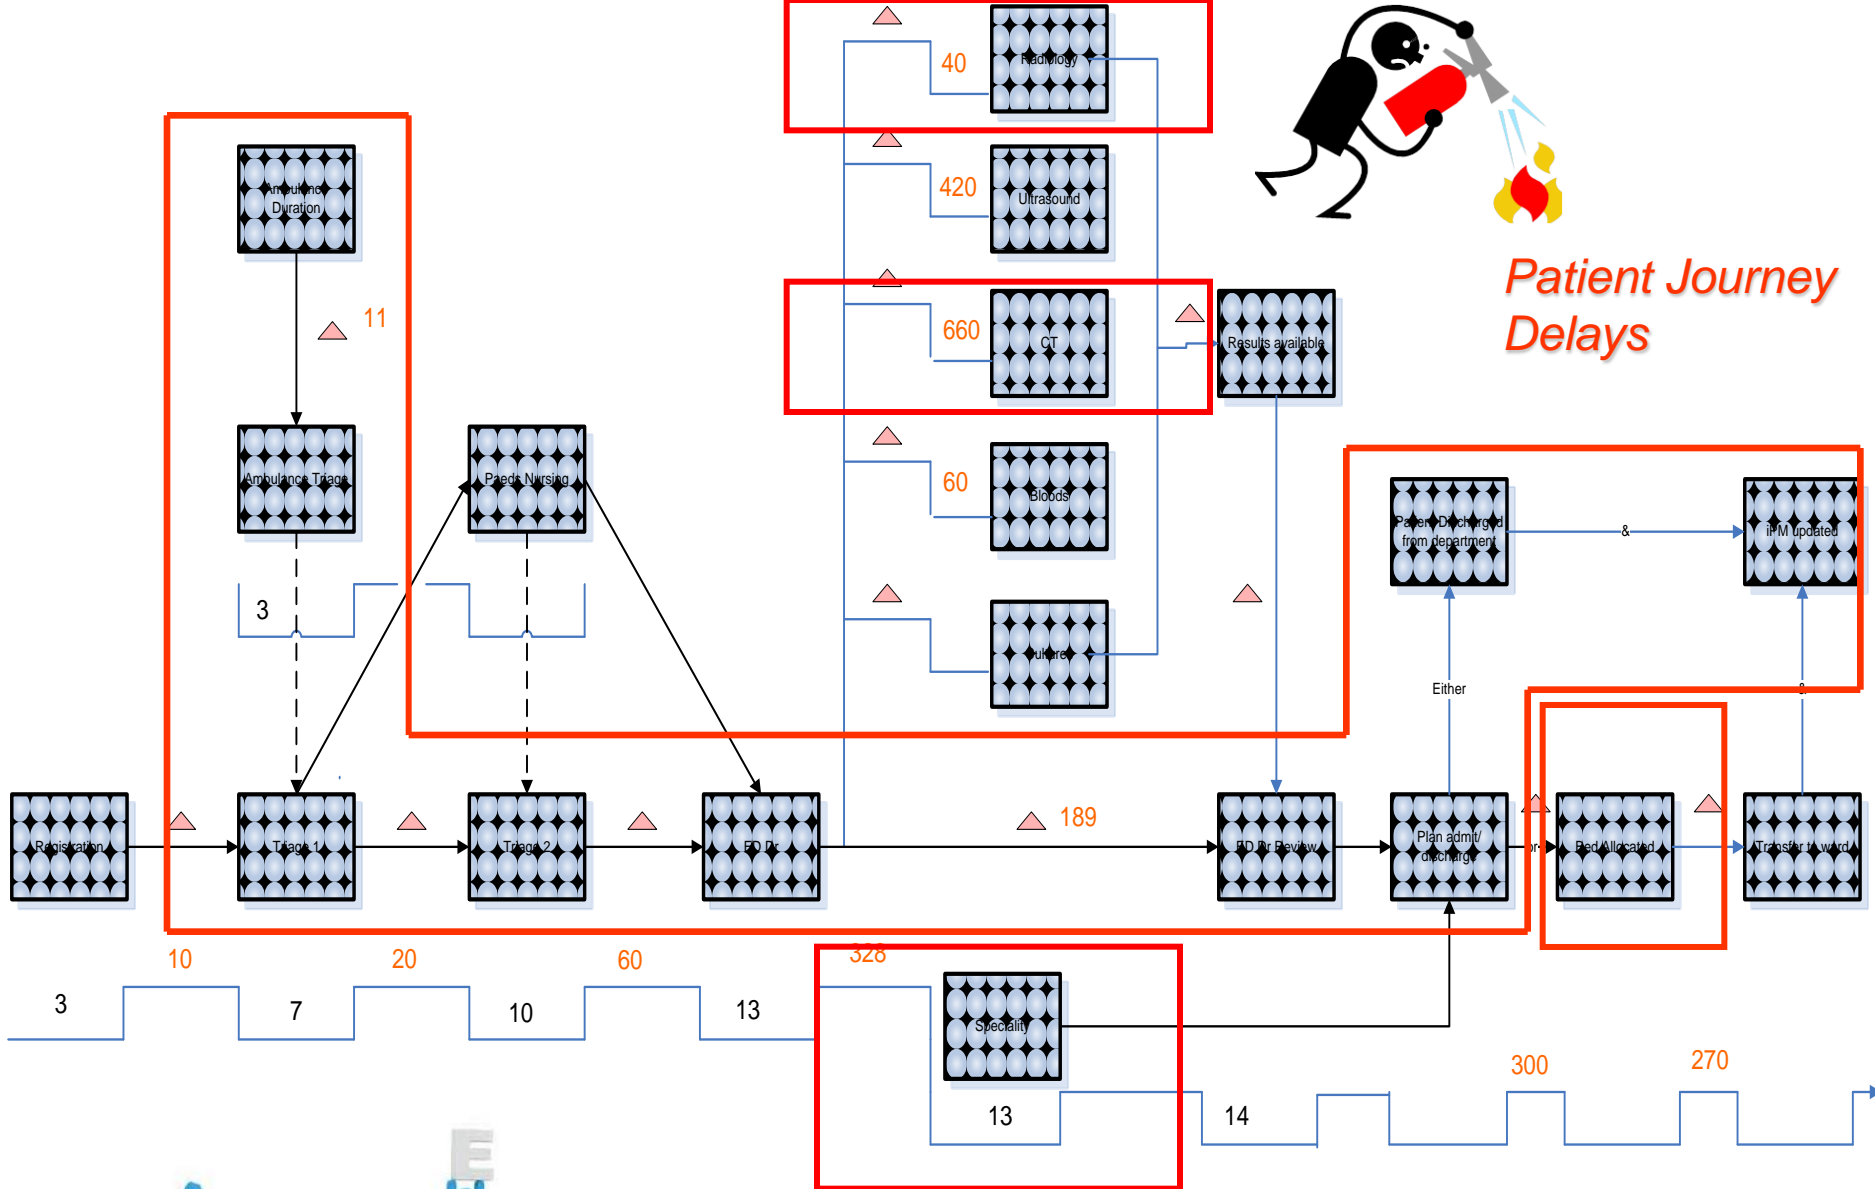 40
Radiology
420
Ultrasound
Duration
Patient Journey
Delays
11
660
CT
Results available
Ambulance Triage
Paeds Nursing
60
Bloods
Patient Discharged
from department
&
iPM updated
3
Either
&
189
Registration
Triage 1
Triage 2
ED Dr
ED Dr Review
Plan admit/
discharge
or
Bed Allocated
Transfer to ward
10
20
60
328
3
7
10
13
Speciality
300
270
13
14
E